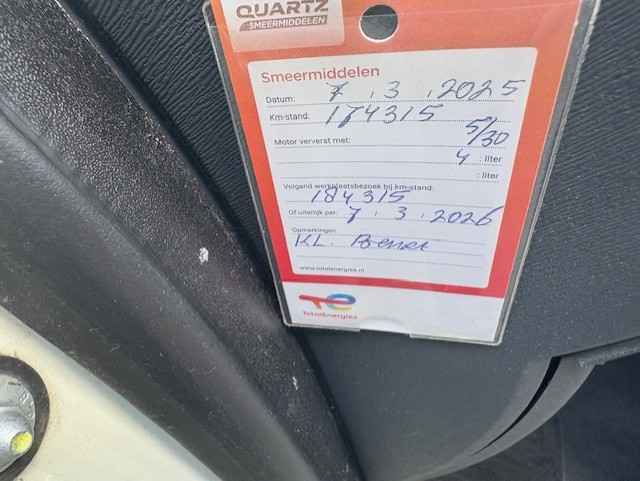 QUARTZ
SMEERMIDDELEN
Smeermiddelen
Datum: 7.3.2025
Km-stand: 174315
Motor ververst met: 5/30
4 : liter
: liter
Volgend werkplaatsbezoek bij km-stand:
184315
Of uiterlijk per: 7.3.2026
Opmerkingen:
KL.
www.totalenergies.nl
TotalEnergies